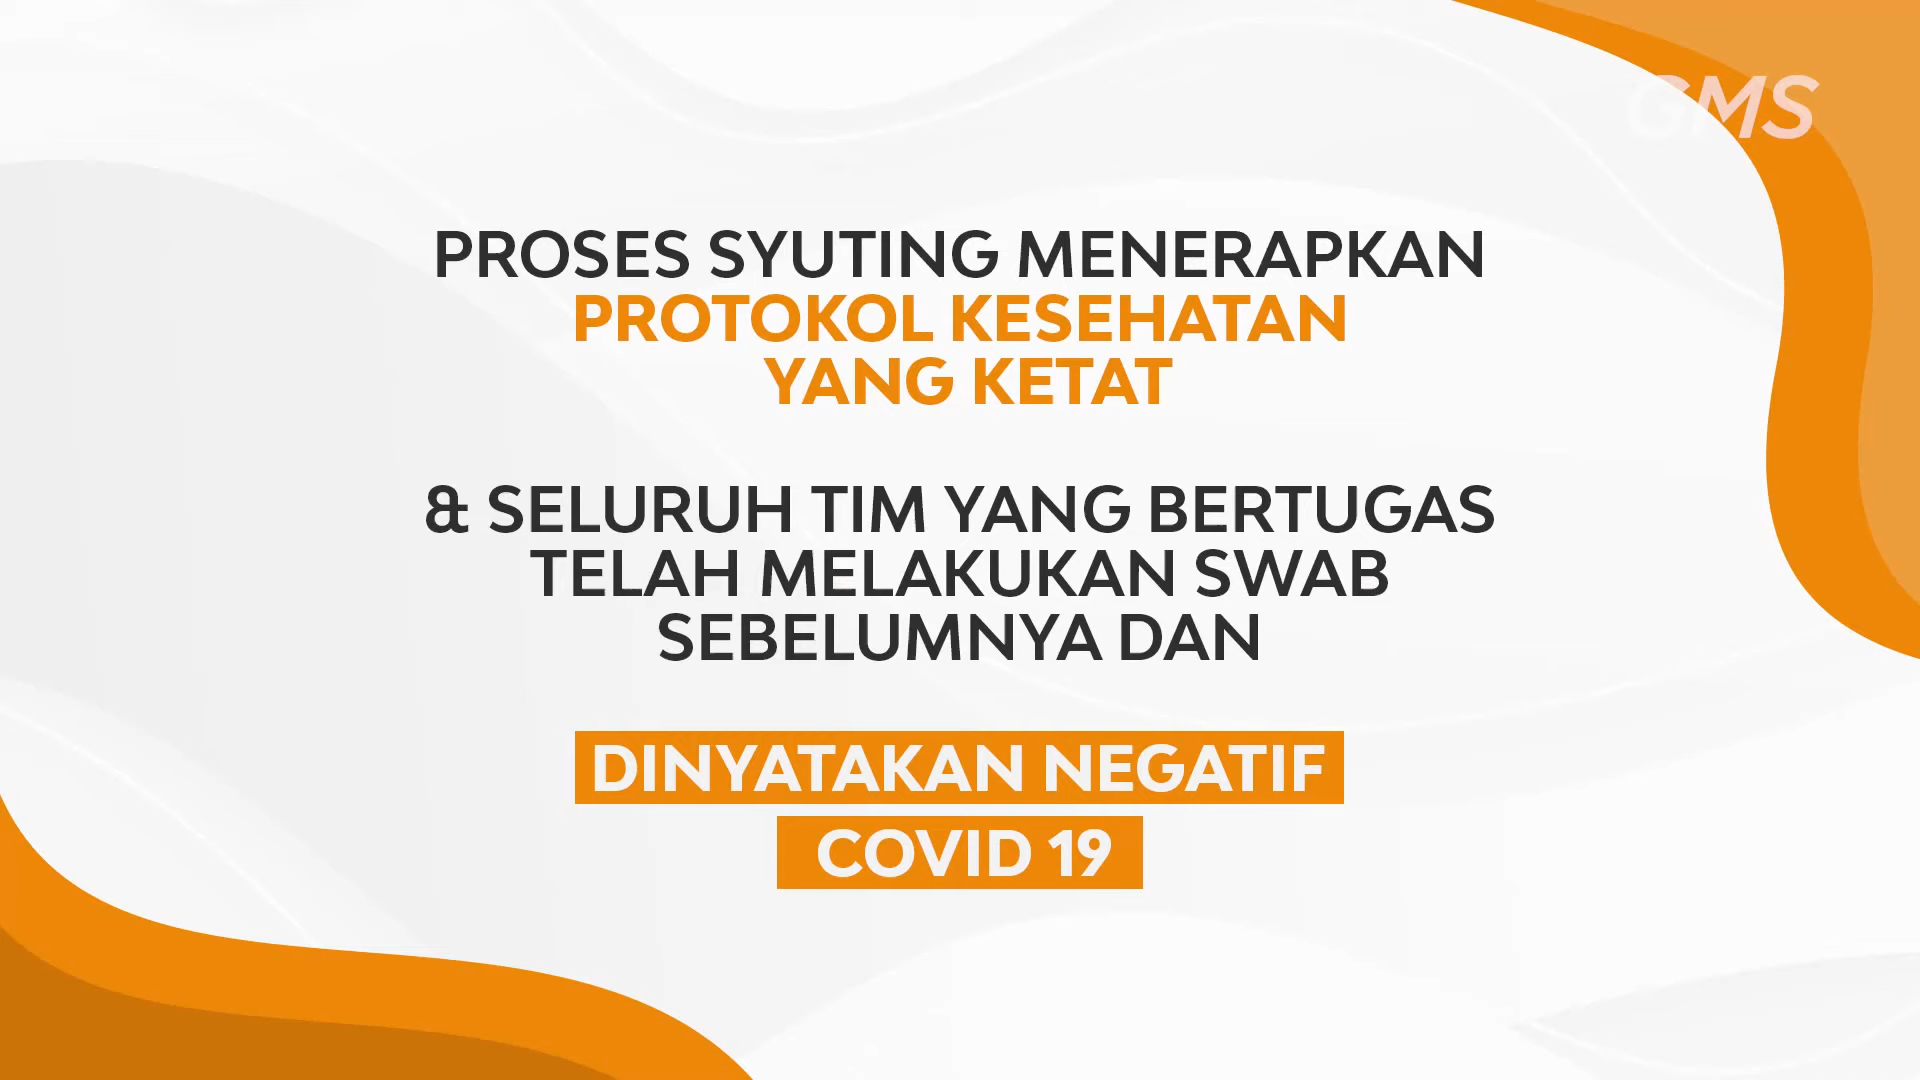 GMS
PROSES SYUTING MENERAPKAN
PROTOKOL KESEHATAN
YANG KETAT
& SELURUH TIM YANG BERTUGAS
TELAH MELAKUKAN SWAB
SEBELUMNYA DAN
DINYATAKAN NEGATIF
COVID 19